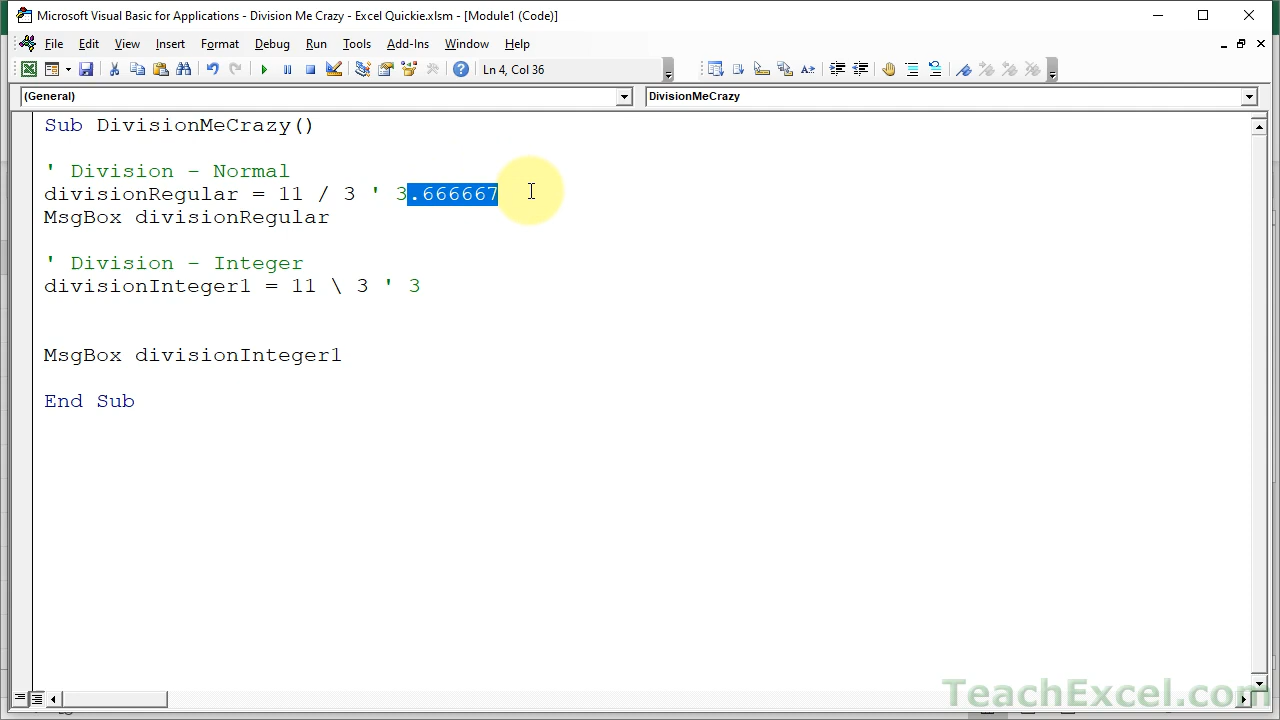 Microsoft Visual Basic for Applications - Division Me Crazy - Excel Quickie.xlsm - [Module1 (Code)]
File Edit View Insert Format Debug Run Tools Add-Ins Window Help
Ln 4, Col 36
(General) DivisionMeCrazy
Sub DivisionMeCrazy()
' Division - Normal
divisionRegular = 11 / 3 ' 3.666667
MsgBox divisionRegular
' Division - Integer
divisionInteger1 = 11 \ 3 ' 3
MsgBox divisionInteger1
End Sub
TeachExcel.com